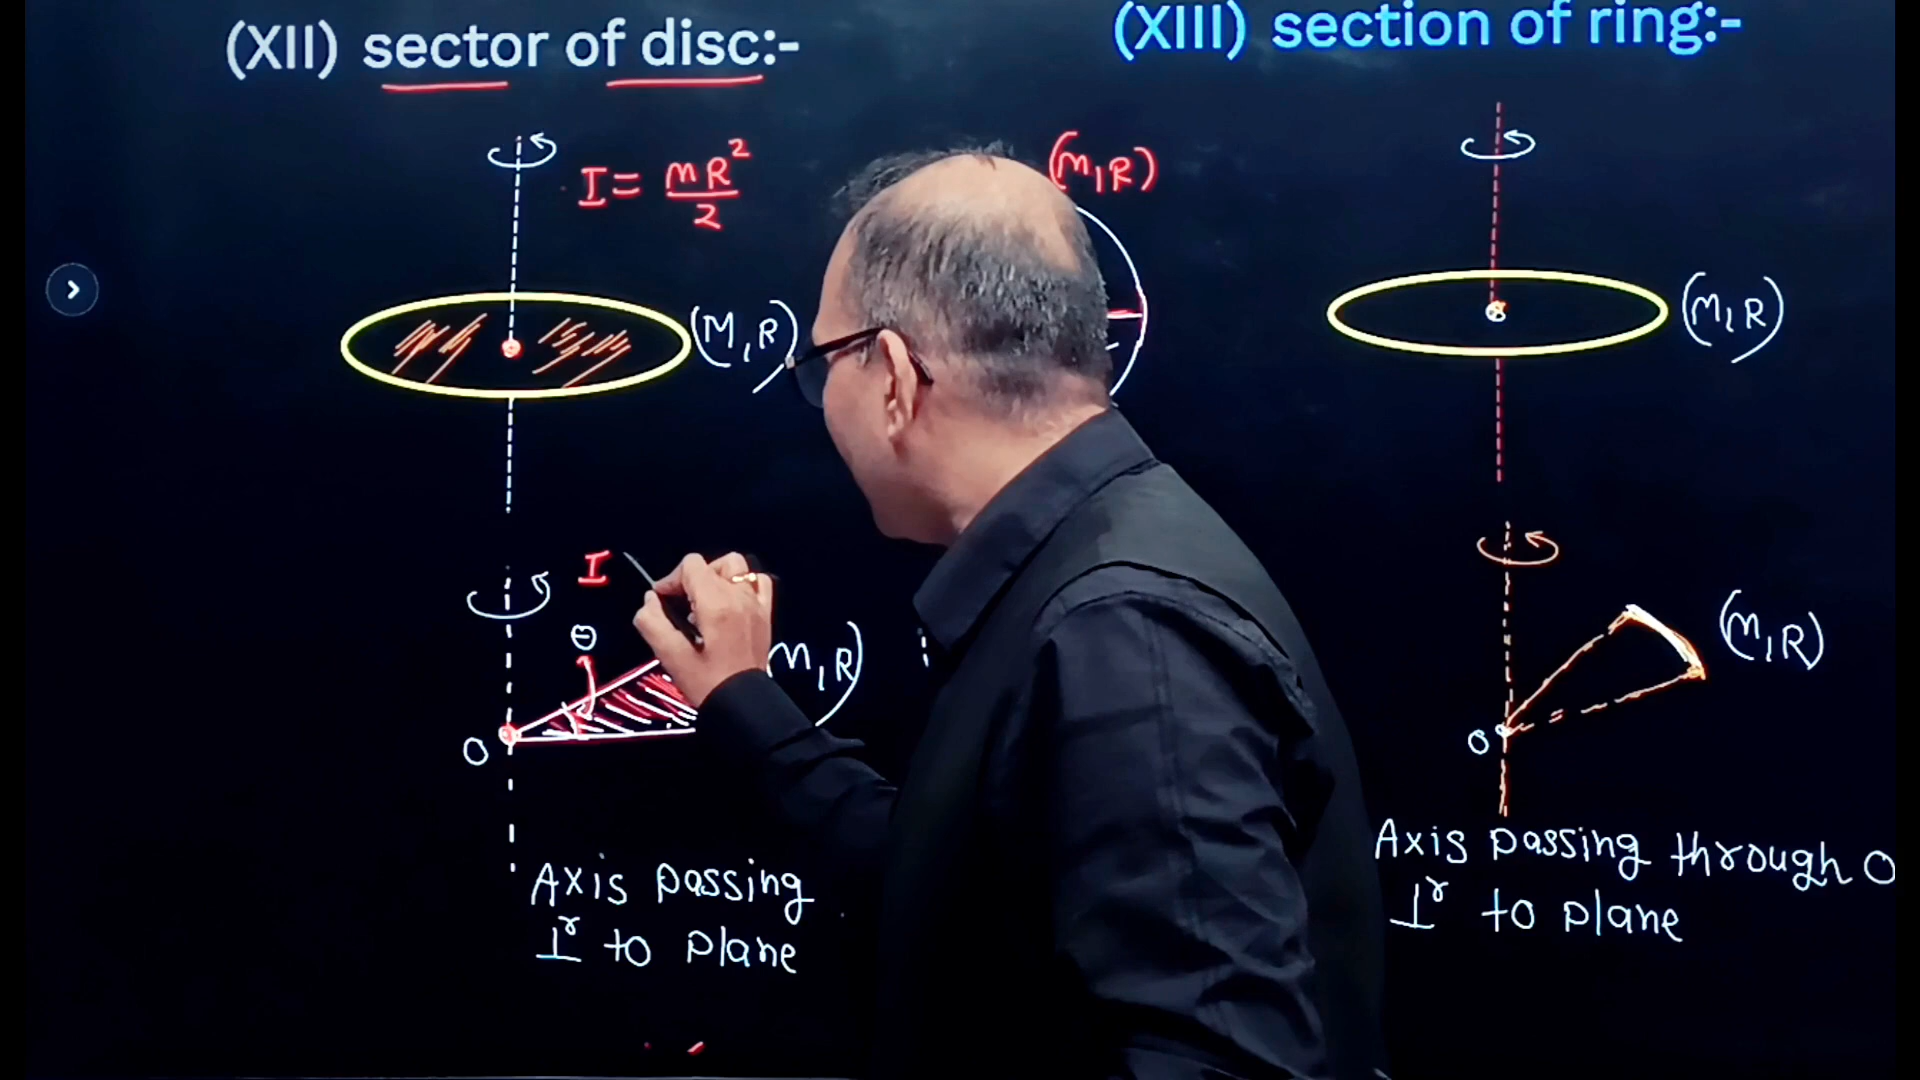 (XII) sector of disc:-
I = mR²/2
(M,R)
(m,R)
I
θ
M,R)
O
Axis passing
⊥r to plane
(XIII) section of ring:-
(m,R)
(m,R)
O
Axis passing through O
⊥r to plane